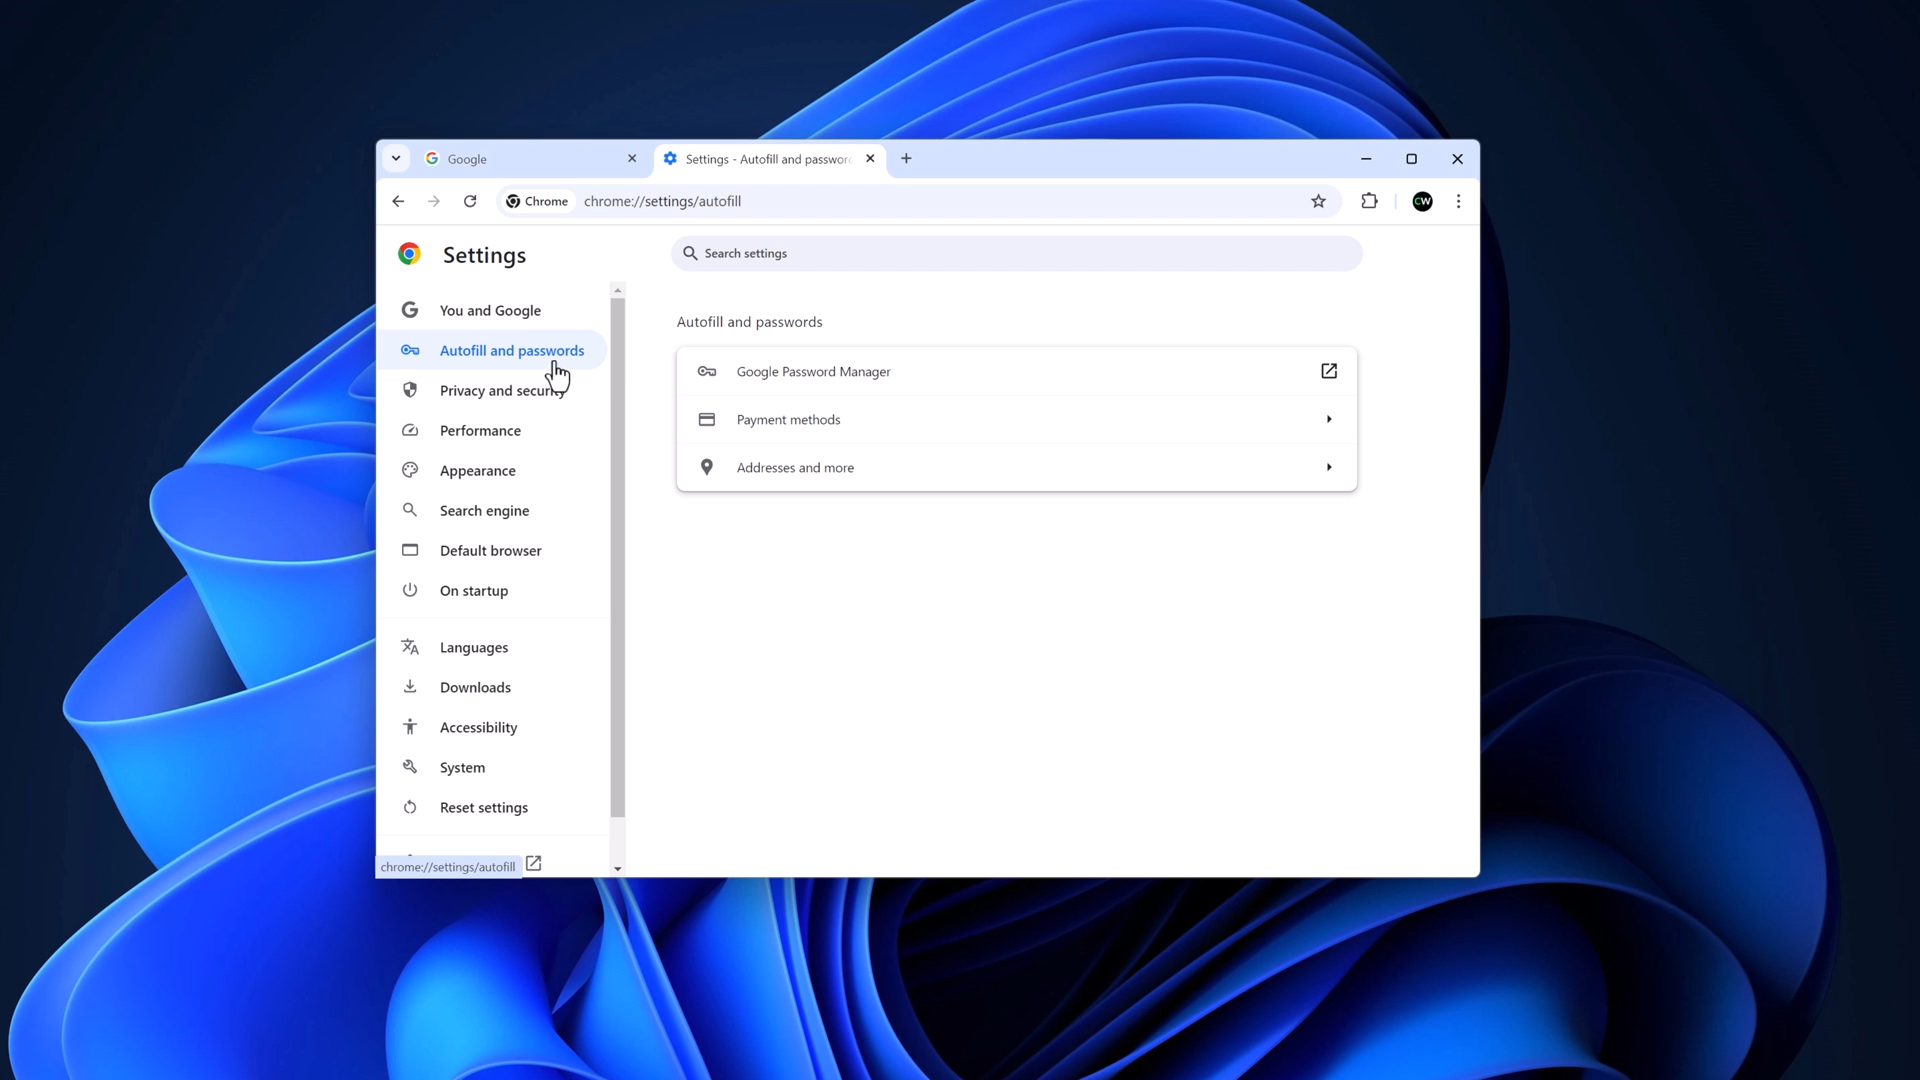 Google
Settings - Autofill and passwor
Chrome
chrome://settings/autofill
CW
Settings
Search settings
You and Google
Autofill and passwords
Privacy and security
Performance
Appearance
Search engine
Default browser
On startup
Languages
Downloads
Accessibility
System
Reset settings
Autofill and passwords
Google Password Manager
Payment methods
Addresses and more
chrome://settings/autofill